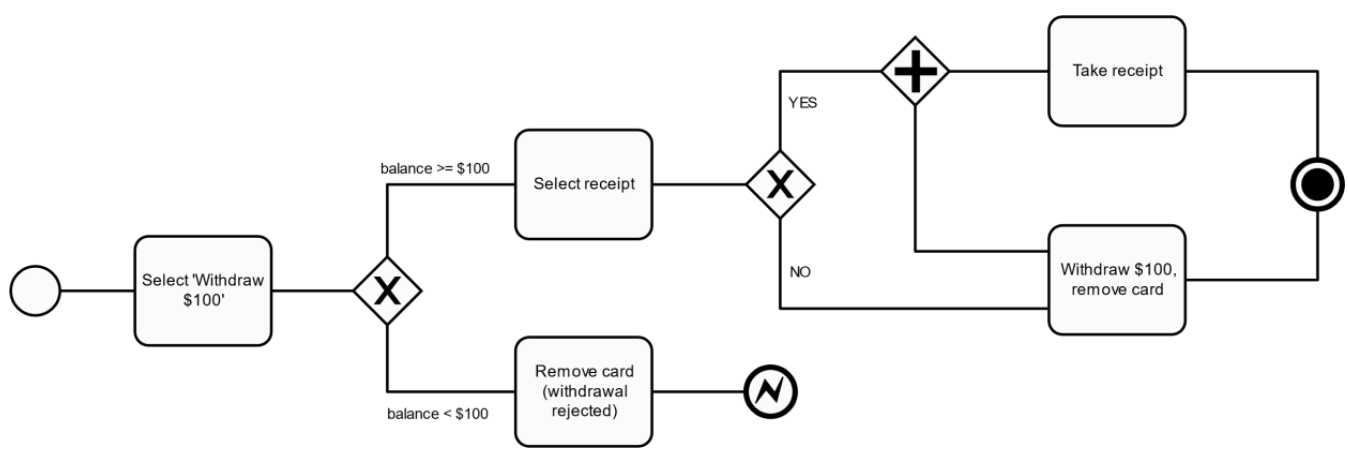 Select 'Withdraw
$100'
balance >= $100
balance < $100
Select receipt
Remove card
(withdrawal
rejected)
YES
NO
Take receipt
Withdraw $100,
remove card